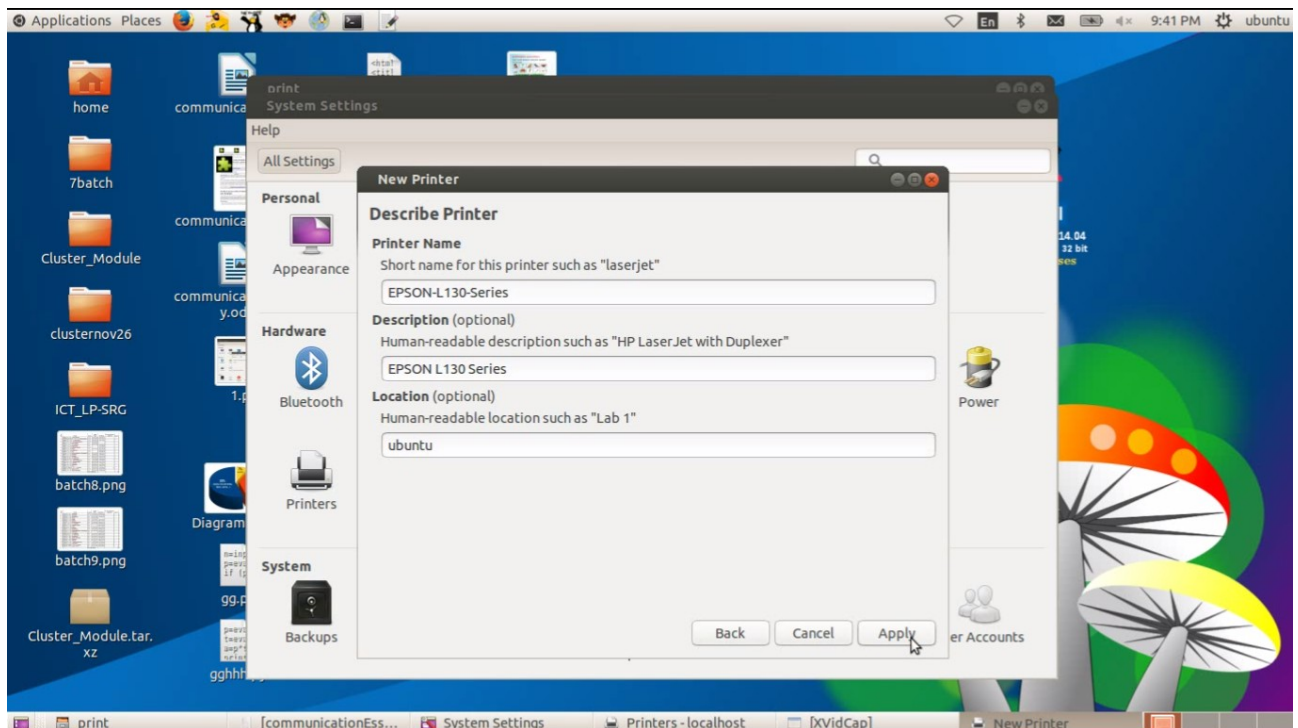 Applications Places
En
9:41 PM
ubuntu
home
7batch
Cluster_Module
clusternov26
ICT_LP-SRG
batch8.png
batch9.png
Cluster_Module.tar.
xz
communica
communica
communica
y.od
1.p
Diagram
gg.p
gghhh
print
System Settings
Help
All Settings
Personal
Appearance
Hardware
Bluetooth
Printers
Power
System
Backups
er Accounts
New Printer
Describe Printer
Printer Name
Short name for this printer such as "laserjet"
EPSON-L130-Series
Description (optional)
Human-readable description such as "HP LaserJet with Duplexer"
EPSON L130 Series
Location (optional)
Human-readable location such as "Lab 1"
ubuntu
Back
Cancel
Apply
14.04
32 bit
ses
print
[communicationEss...
System Settings
Printers - localhost
[XVidCap]
New Printer